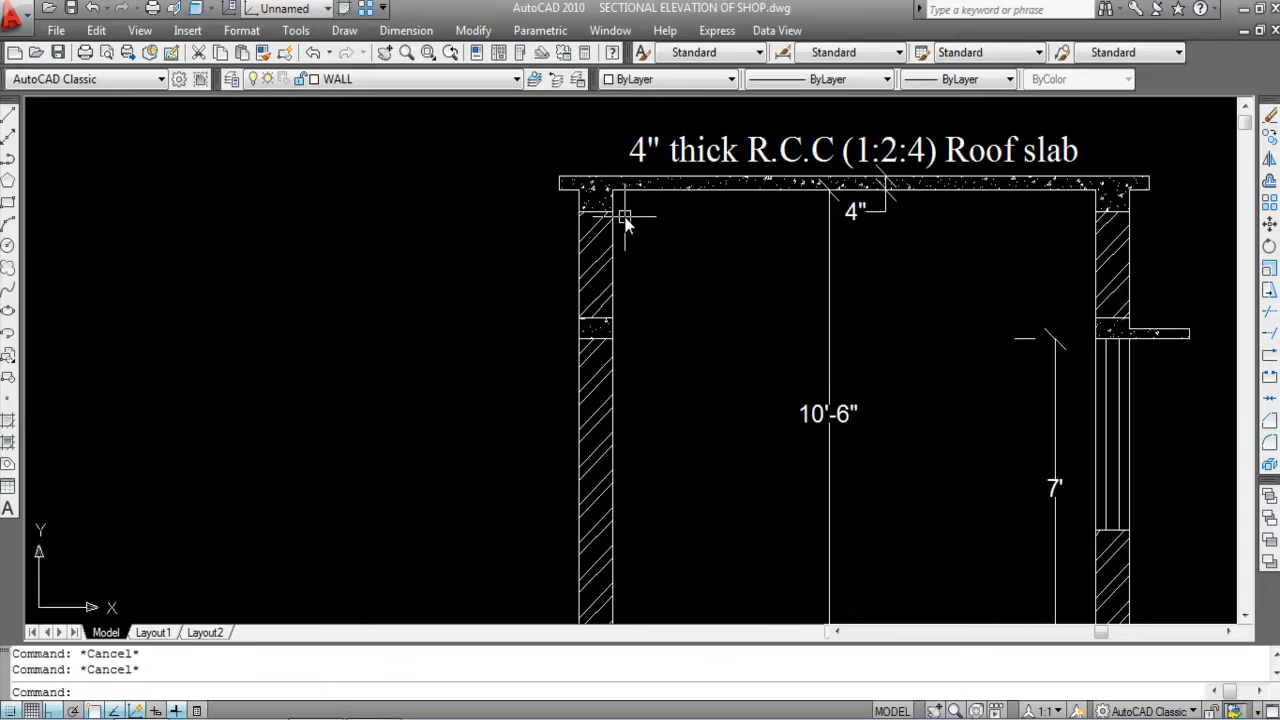 Unnamed
AutoCAD 2010 SECTIONAL ELEVATION OF SHOP.dwg
Type a keyword or phrase
File Edit View Insert Format Tools Draw Dimension Modify Parametric Window Help Express Data View
Standard Standard Standard Standard
AutoCAD Classic WALL ByLayer ByLayer ByLayer ByColor
4" thick R.C.C (1:2:4) Roof slab
4"
10'-6"
7'
Y
X
Model Layout1 Layout2
Command: *Cancel*
Command: *Cancel*
Command:
MODEL 1:1 AutoCAD Classic